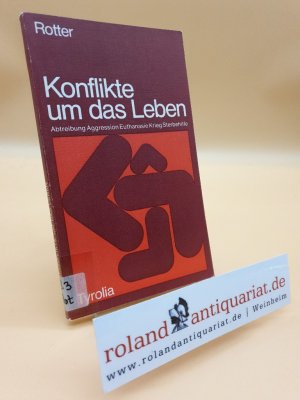 Rotter
Konflikte
um das Leben
Abtreibung Aggression Euthanasie Krieg Sterbehilfe
Tyrolia
roland antiquariat.de
www.rolandantiquariat.de | Weinheim